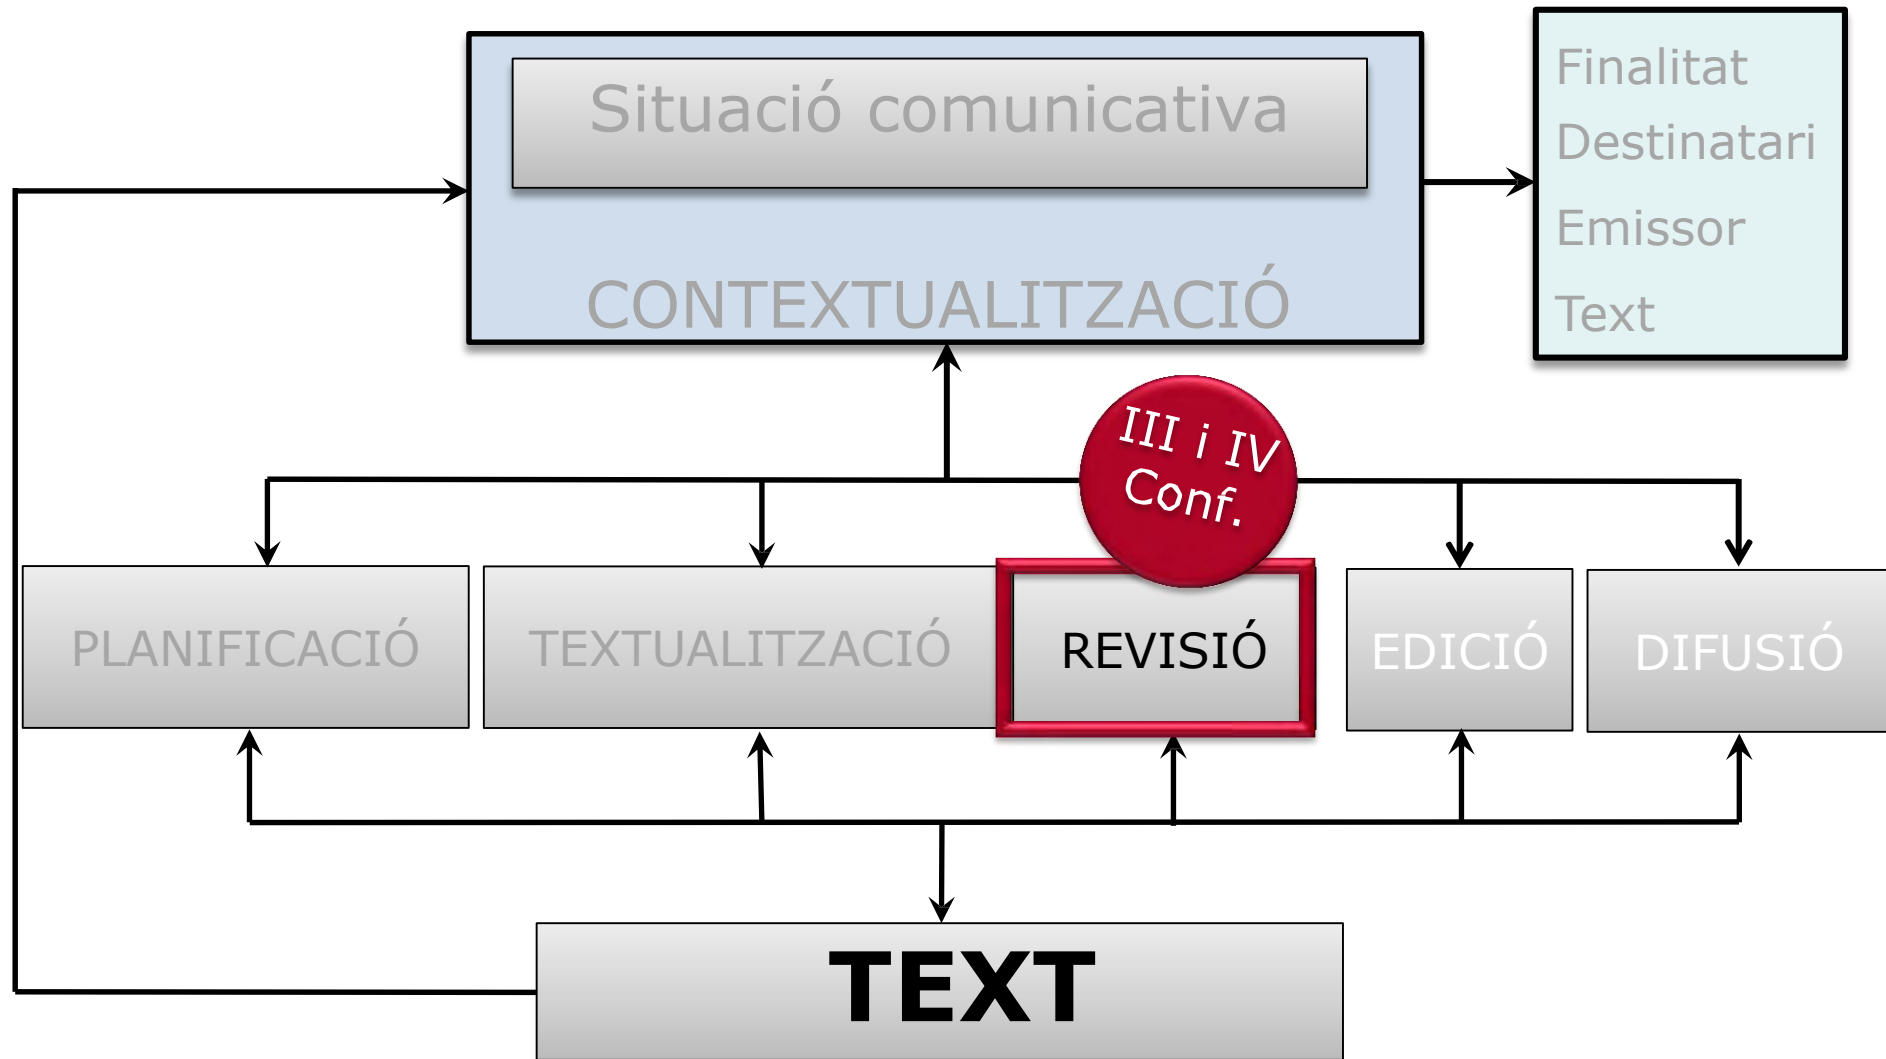 Situació comunicativa
CONTEXTUALITZACIÓ
Finalitat
Destinatari
Emissor
Text
III i IV
Conf.
PLANIFICACIÓ
TEXTUALITZACIÓ
REVISIÓ
EDICIÓ
DIFUSIÓ
TEXT